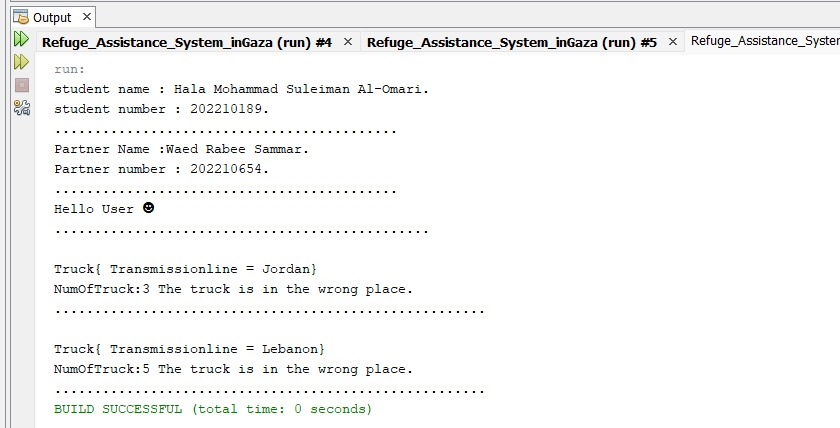 Output ×
Refuge_Assistance_System_inGaza (run) #4 × Refuge_Assistance_System_inGaza (run) #5 × Refuge_Assistance_System
run:
student name : Hala Mohammad Suleiman Al-Omari.
student number : 202210189.
...........................................
Partner Name :Waed Rabee Sammar.
Partner number : 202210654.
...........................................
Hello User ☻
...............................................
Truck{ Transmissionline = Jordan}
NumOfTruck:3 The truck is in the wrong place.
......................................................
Truck{ Transmissionline = Lebanon}
NumOfTruck:5 The truck is in the wrong place.
......................................................
BUILD SUCCESSFUL (total time: 0 seconds)